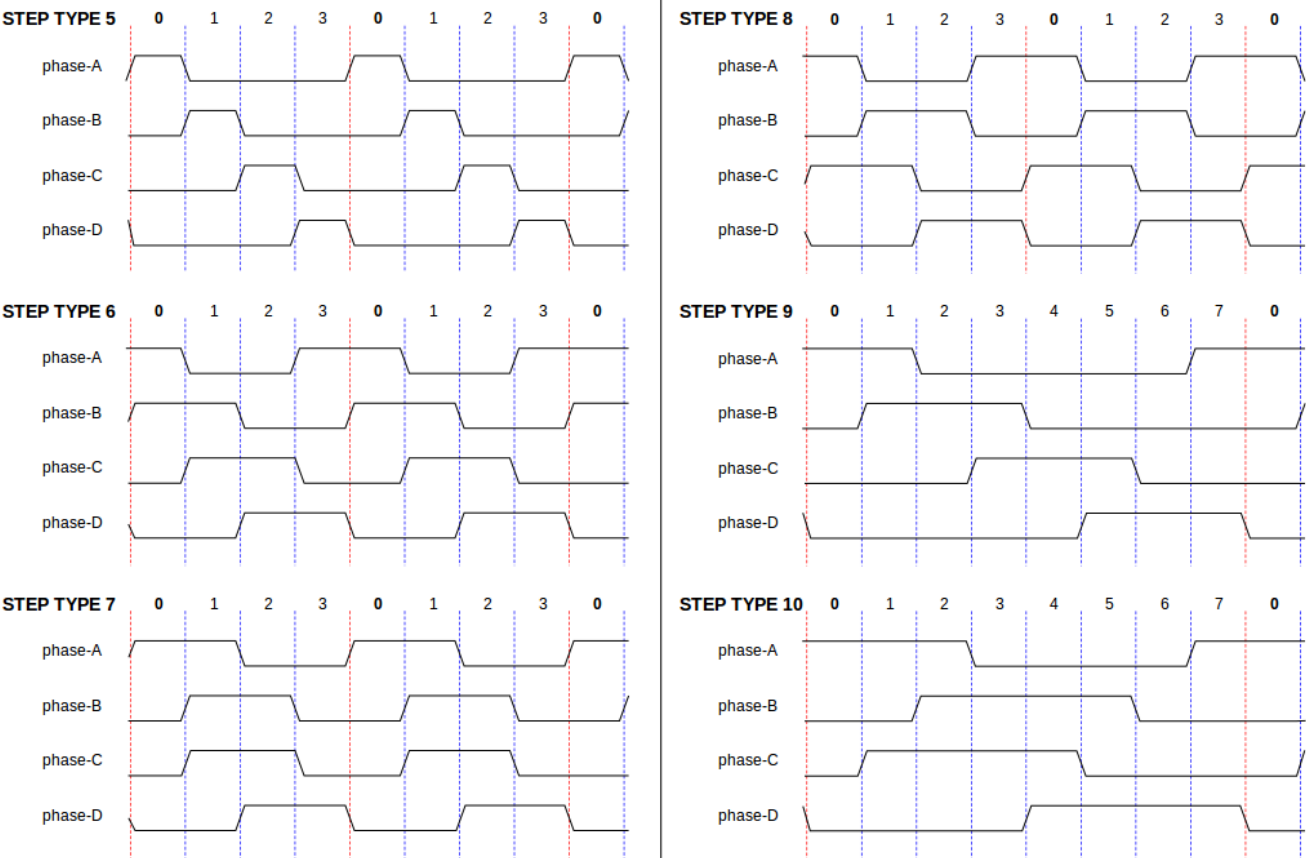 STEP TYPE 5 0 1 2 3 0 1 2 3 0
phase-A
phase-B
phase-C
phase-D
STEP TYPE 6 0 1 2 3 0 1 2 3 0
phase-A
phase-B
phase-C
phase-D
STEP TYPE 7 0 1 2 3 0 1 2 3 0
phase-A
phase-B
phase-C
phase-D
STEP TYPE 8 0 1 2 3 0 1 2 3 0
phase-A
phase-B
phase-C
phase-D
STEP TYPE 9 0 1 2 3 4 5 6 7 0
phase-A
phase-B
phase-C
phase-D
STEP TYPE 10 0 1 2 3 4 5 6 7 0
phase-A
phase-B
phase-C
phase-D